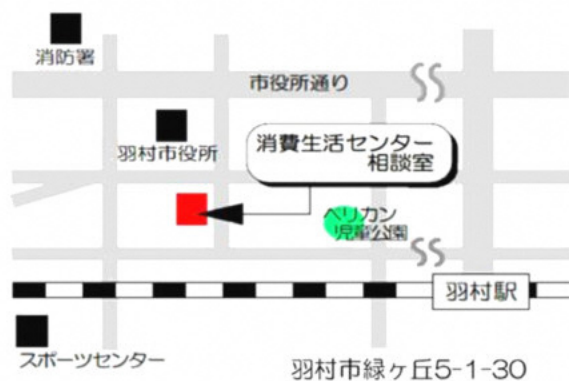 消防署
市役所通り
羽村市役所
消費生活センター
相談室
ペリカン
児童公園
羽村駅
スポーツセンター
羽村市緑ヶ丘5-1-30